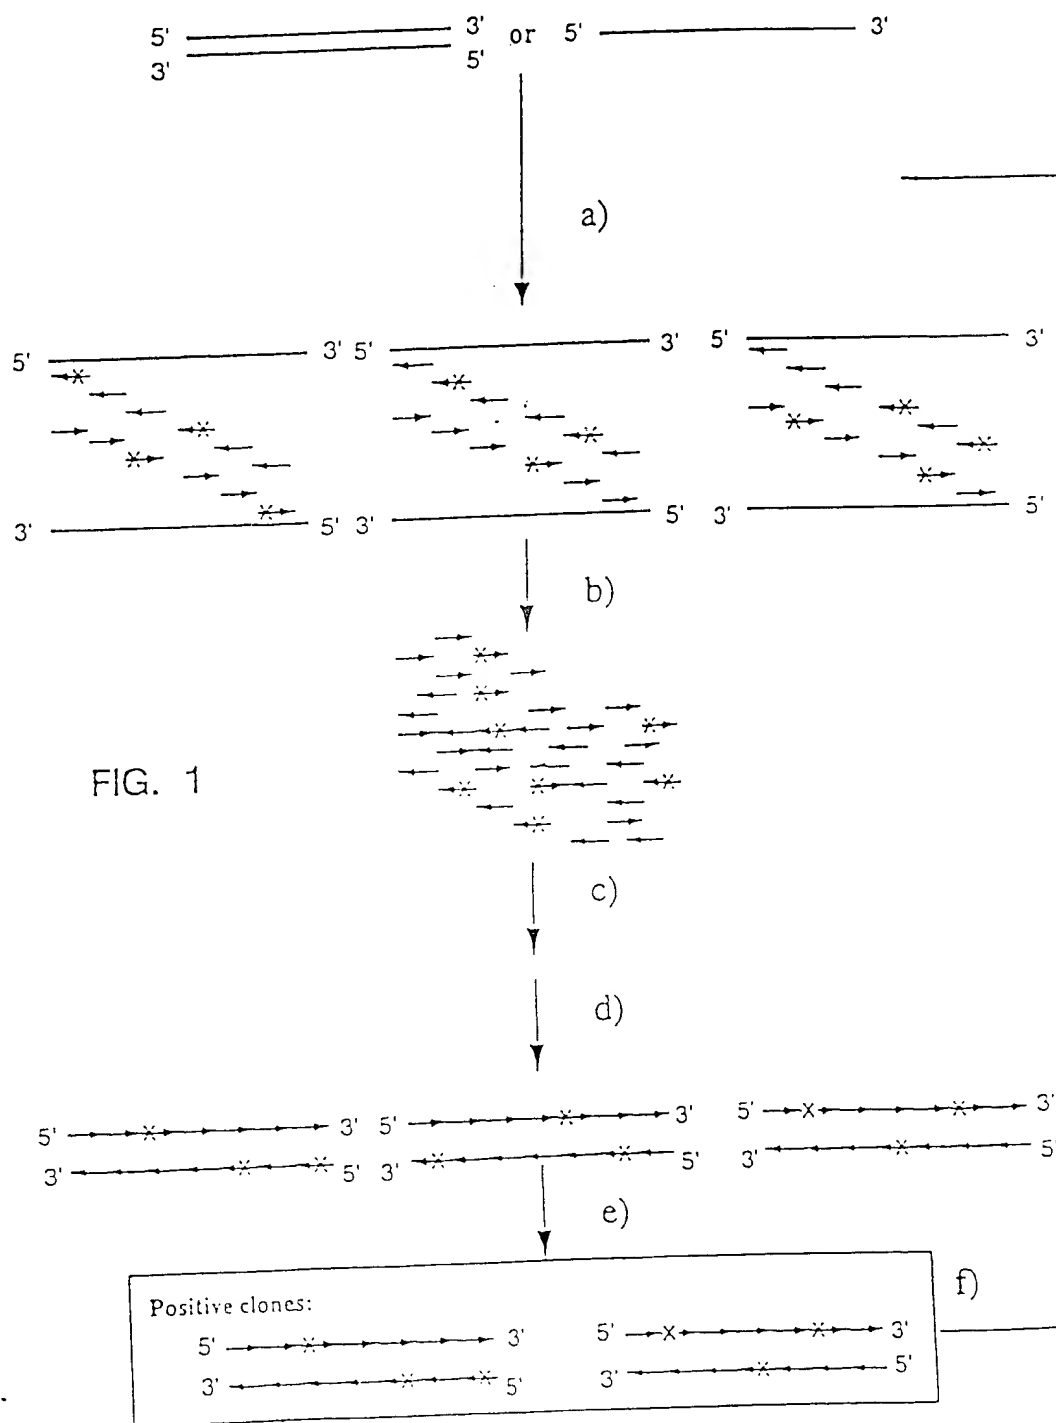 5' 3' or 5' 3'
3' 5'
a)
5' 3' 5' 3' 5' 3'
3' 5' 3' 5' 3' 5'
b)
FIG. 1
c)
d)
5' 3' 5' 3' 5' 3'
3' 5' 3' 5' 3' 5'
e)
f)
Positive clones:
5' 3' 5' 3'
3' 5' 3' 5'